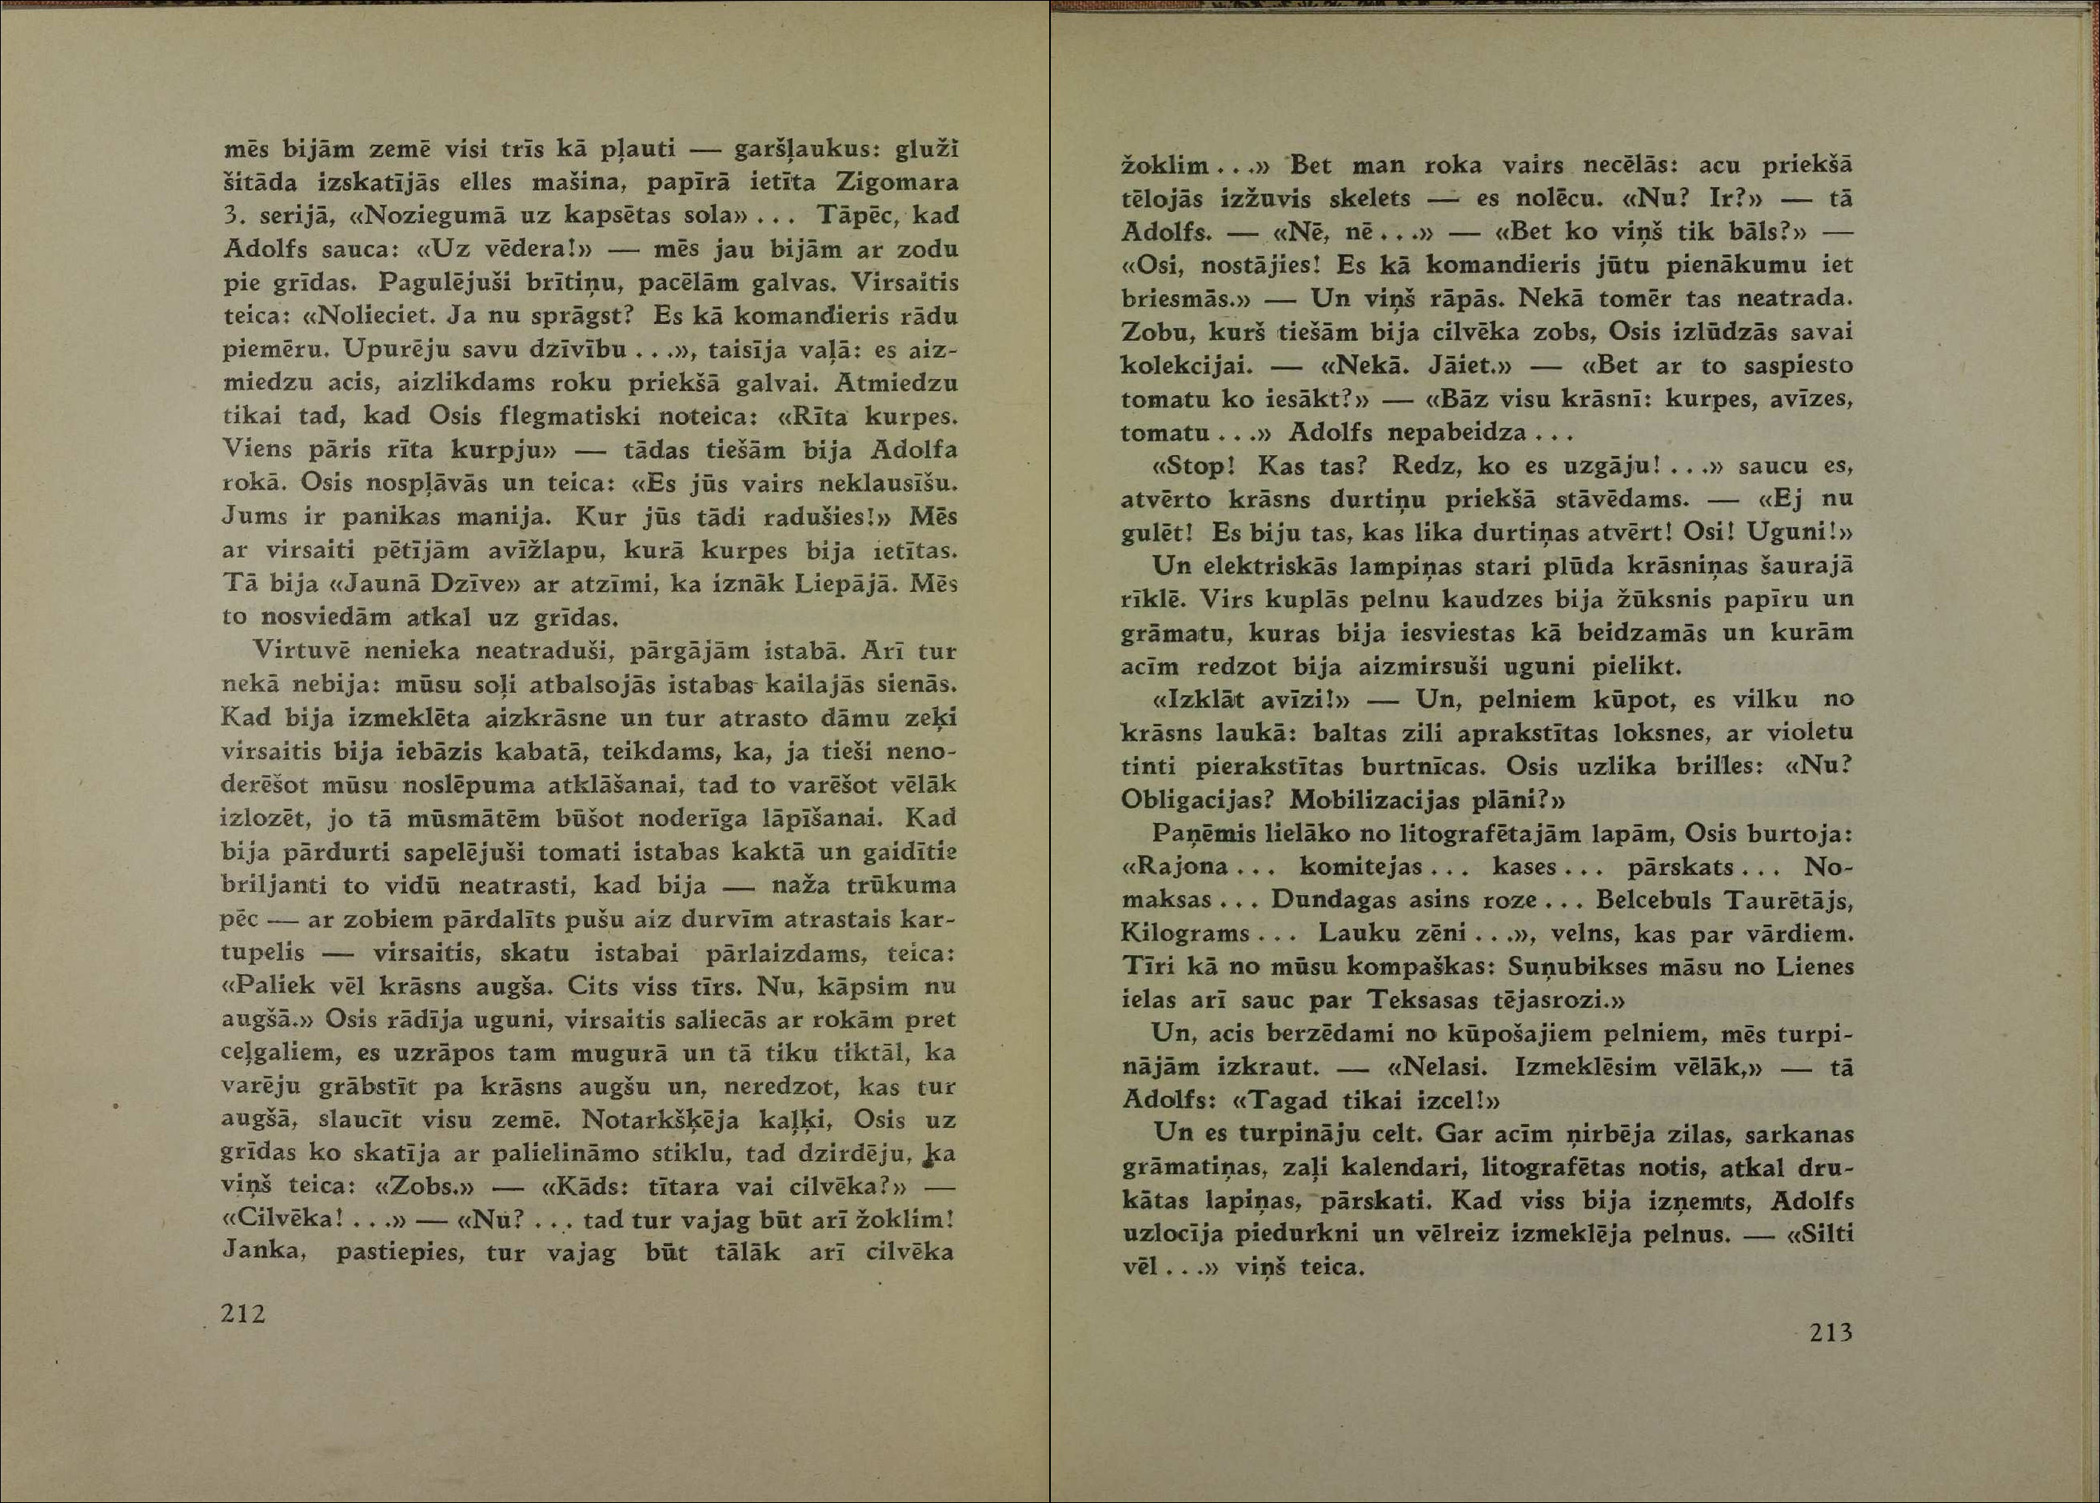 mēs bijām zemē visi trīs kā pļauti — garšļaukus: gluži
šitāda izskatījās elles mašina, papīrā ietīta Zigomara
3. serijā, «Noziegumā uz kapsētas sola» . . . Tāpēc, kad
Adolfs sauca: «Uz vēdera!» — mēs jau bijām ar zodu
pie grīdas. Pagulējuši brītiņu, pacēlām galvas. Virsaitis
teica: «Nolieciet. Ja nu sprāgst? Es kā komandieris rādu
piemēru. Upurēju savu dzīvību . . .», taisīja vaļā: es aiz-
miedzu acis, aizlikdams roku priekšā galvai. Atmiedzu
tikai tad, kad Osis flegmatiski noteica: «Rīta kurpes.
Viens pāris rīta kurpju» — tādas tiešām bija Adolfa
rokā. Osis nospļāvās un teica: «Es jūs vairs neklausīšu.
Jums ir panikas manija. Kur jūs tādi radušies!» Mēs
ar virsaiti pētījām avīžlapu, kurā kurpes bija ietītas.
Tā bija «Jaunā Dzīve» ar atzīmi, ka iznāk Liepājā. Mēs
to nosviedām atkal uz grīdas.
Virtuvē nenieka neatraduši, pārgājām istabā. Arī tur
nekā nebija: mūsu soļi atbalsojās istabas kailajās sienās.
Kad bija izmeklēta aizkrāsne un tur atrasto dāmu zeķi
virsaitis bija iebāzis kabatā, teikdams, ka, ja tieši neno-
derēšot mūsu noslēpuma atklāšanai, tad to varēšot vēlāk
izlozēt, jo tā mūsmātēm būšot noderīga lāpīšanai. Kad
bija pārdurti sapelējuši tomati istabas kaktā un gaidītie
briljanti to vidū neatrasti, kad bija — naža trūkuma
pēc — ar zobiem pārdalīts pušu aiz durvīm atrastais kar-
tupelis — virsaitis, skatu istabai pārlaizdams, teica:
«Paliek vēl krāsns augša. Cits viss tīrs. Nu, kāpsim nu
augšā.» Osis rādīja uguni, virsaitis saliecās ar rokām pret
ceļgaliem, es uzrāpos tam mugurā un tā tiku tiktāl, ka
varēju grābstīt pa krāsns augšu un, neredzot, kas tur
augšā, slaucīt visu zemē. Notarkšķēja kaļķi, Osis uz
grīdas ko skatīja ar palielināmo stiklu, tad dzirdēju, ka
viņš teica: «Zobs.» — «Kāds: tītara vai cilvēka?» —
«Cilvēka! . . .» — «Nu? . . . tad tur vajag būt arī žoklim!
Janka, pastiepies, tur vajag būt tālāk arī cilvēka
212
žoklim . . .» Bet man roka vairs necēlās: acu priekšā
tēlojās izžuvis skelets — es nolēcu. «Nu? Ir?» — tā
Adolfs. — «Nē, nē . . .» — «Bet ko viņš tik bāls?» —
«Osi, nostājies! Es kā komandieris jūtu pienākumu iet
briesmās.» — Un viņš rāpās. Nekā tomēr tas neatrada.
Zobu, kurš tiešām bija cilvēka zobs, Osis izlūdzās savai
kolekcijai. — «Nekā. Jāiet.» — «Bet ar to saspiesto
tomatu ko iesākt?» — «Bāz visu krāsnī: kurpes, avīzes,
tomatu . . .» Adolfs nepabeidza . . .
«Stop! Kas tas? Redz, ko es uzgāju! . . .» saucu es,
atvērto krāsns durtiņu priekšā stāvēdams. — «Ej nu
gulēt! Es biju tas, kas lika durtiņas atvērt! Osi! Uguni!»
Un elektriskās lampiņas stari plūda krāsniņas šaurajā
rīklē. Virs kuplās pelnu kaudzes bija žūksnis papīru un
grāmatu, kuras bija iesviestas kā beidzamās un kurām
acīm redzot bija aizmirsuši uguni pielikt.
«Izklāt avīzi!» — Un, pelniem kūpot, es vilku no
krāsns laukā: baltas zili aprakstītas loksnes, ar violetu
tinti pierakstītas burtnīcas. Osis uzlika brilles: «Nu?
Obligacijas? Mobilizacijas plāni?»
Paņēmis lielāko no litografētajām lapām, Osis burtoja:
«Rajona . . . komitejas . . . kases . . . pārskats . . . No-
maksas . . . Dundagas asins roze . . . Belcebuls Taurētājs,
Kilograms . . . Lauku zēni . . .», velns, kas par vārdiem.
Tīri kā no mūsu kompaškas: Suņubikses māsu no Lienes
ielas arī sauc par Teksasas tējasrozi.»
Un, acis berzēdami no kūpošajiem pelniem, mēs turpi-
nājām izkraut. — «Nelasi. Izmeklēsim vēlāk,» — tā
Adolfs: «Tagad tikai izcel!»
Un es turpināju celt. Gar acīm ņirbēja zilas, sarkanas
grāmatiņas, zaļi kalendari, litografētas notis, atkal dru-
kātas lapiņas, pārskati. Kad viss bija izņemts, Adolfs
uzlocīja piedurkni un vēlreiz izmeklēja pelnus. — «Silti
vēl . . .» viņš teica.
213